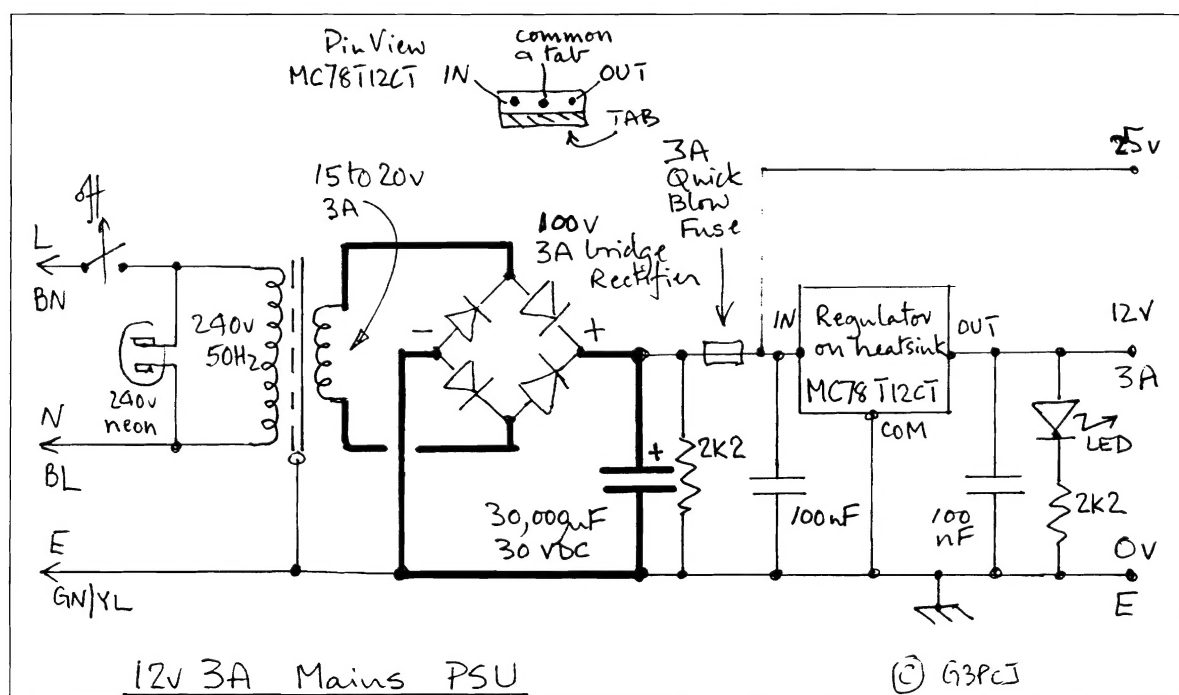 Pin View
MC78T12CT
IN
common
a tab
OUT
TAB
3A
Quick
Blow
Fuse
25v
15 to 20v
3A
100v
3A bridge
Rectifier
L
BN
240v
50Hz
240v
neon
N
BL
E
GN/YL
-
+
+
2K2
30,000uF
30 VDC
IN
Regulator
on heatsink
MC78T12CT
OUT
COM
100nF
100
nF
12v
3A
LED
2K2
0v
E
12v 3A Mains PSU
© G3PCJ